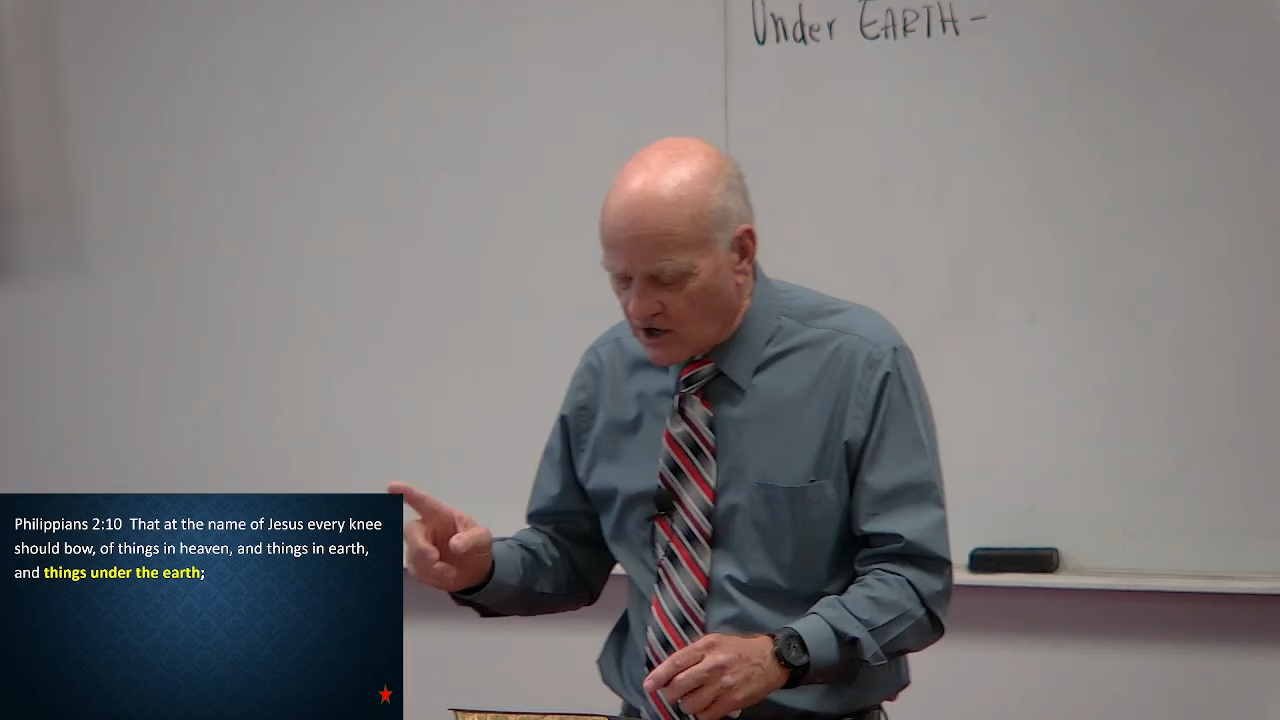 Under EARTH -
Philippians 2:10  That at the name of Jesus every knee
should bow, of things in heaven, and things in earth,
and things under the earth;